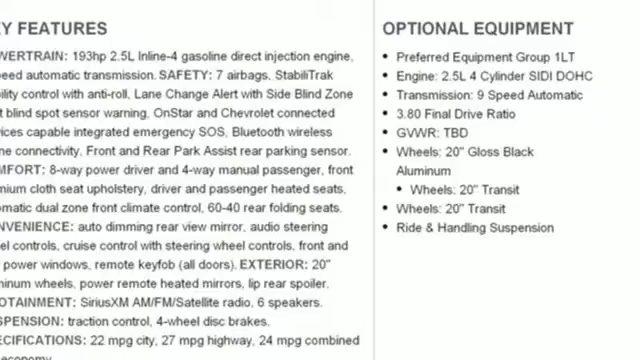 Y FEATURES
WERTRAIN: 193hp 2.5L Inline-4 gasoline direct injection engine,
eed automatic transmission. SAFETY: 7 airbags, StabiliTrak
bility control with anti-roll, Lane Change Alert with Side Blind Zone
t blind spot sensor warning, OnStar and Chevrolet connected
vices capable integrated emergency SOS, Bluetooth wireless
ne connectivity, Front and Rear Park Assist rear parking sensor.
MFORT: 8-way power driver and 4-way manual passenger, front
mium cloth seat upholstery, driver and passenger heated seats,
omatic dual zone front climate control, 60-40 rear folding seats.
NVENIENCE: auto dimming rear view mirror, audio steering
el controls, cruise control with steering wheel controls, front and
power windows, remote keyfob (all doors). EXTERIOR: 20"
minum wheels, power remote heated mirrors, lip rear spoiler.
OTAINMENT: SiriusXM AM/FM/Satellite radio, 6 speakers.
SPENSION: traction control, 4-wheel disc brakes.
ECIFICATIONS: 22 mpg city, 27 mpg highway, 24 mpg combined
economy
OPTIONAL EQUIPMENT
• Preferred Equipment Group 1LT
• Engine: 2.5L 4 Cylinder SIDI DOHC
• Transmission: 9 Speed Automatic
• 3.80 Final Drive Ratio
• GVWR: TBD
• Wheels: 20" Gloss Black
Aluminum
• Wheels: 20" Transit
• Wheels: 20" Transit
• Ride & Handling Suspension